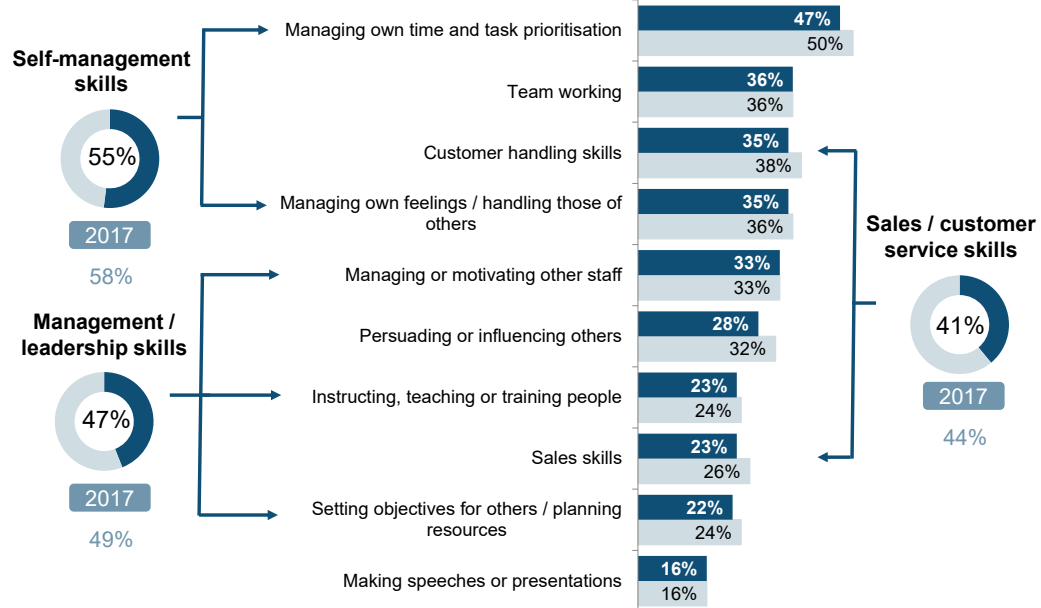 Self-management
skills
55%
2017
58%
Management /
leadership skills
47%
2017
49%
Managing own time and task prioritisation
47%
50%
Team working
36%
36%
Customer handling skills
35%
38%
Managing own feelings / handling those of
others
35%
36%
Managing or motivating other staff
33%
33%
Persuading or influencing others
28%
32%
Instructing, teaching or training people
23%
24%
Sales skills
23%
26%
Setting objectives for others / planning
resources
22%
24%
Making speeches or presentations
16%
16%
Sales / customer
service skills
41%
2017
44%